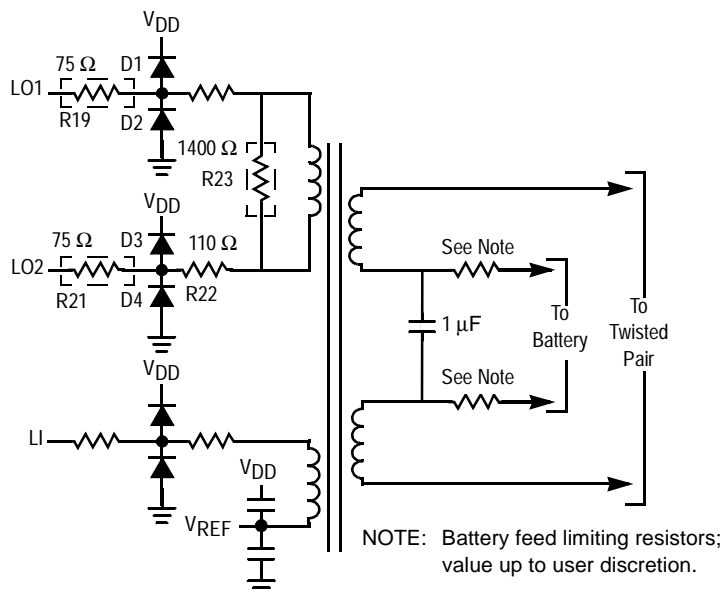 VDD
75 Ω D1
LO1
R19 D2
1400 Ω
R23
VDD
75 Ω D3 110 Ω
LO2
R21 D4 R22
See Note
To
Battery
To
Twisted
Pair
1 μF
See Note
VDD
LI
VDD
VREF
NOTE: Battery feed limiting resistors;
value up to user discretion.